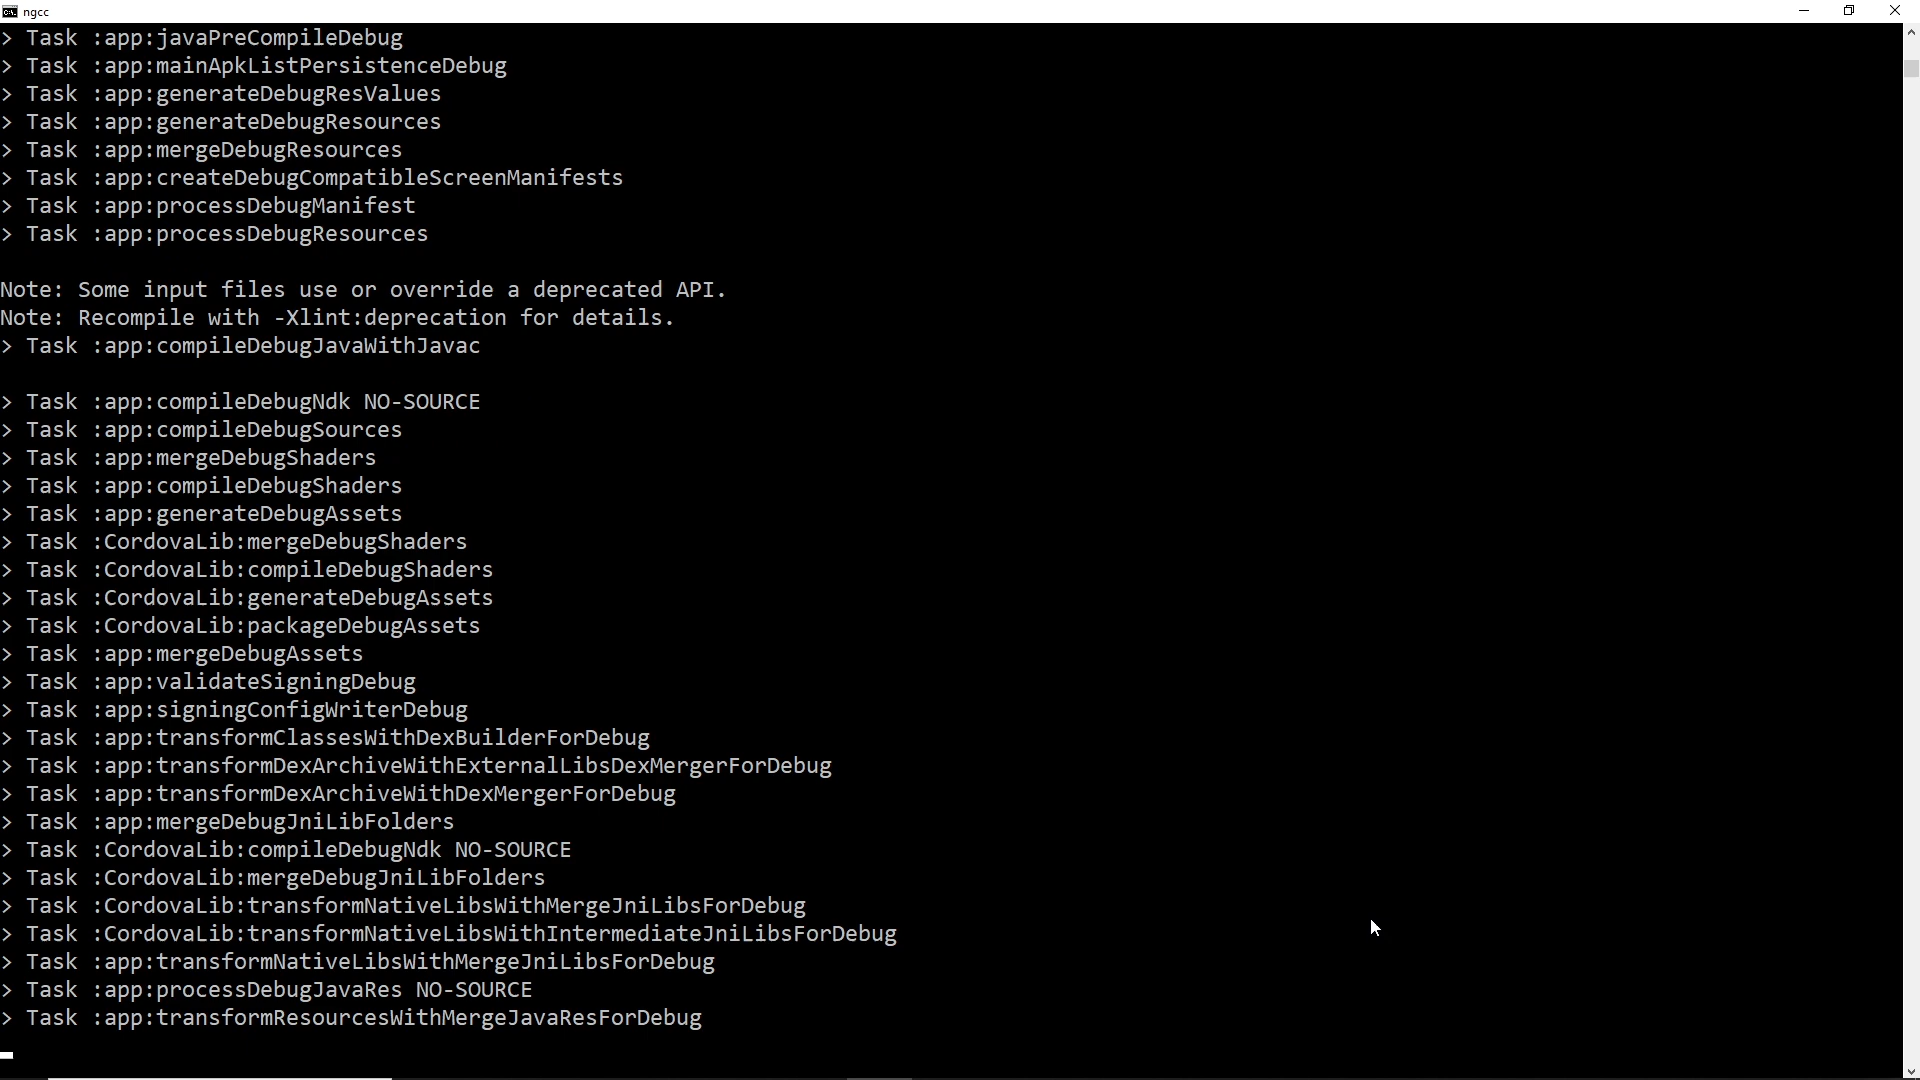 ngcc
> Task :app:javaPreCompileDebug
> Task :app:mainApkListPersistenceDebug
> Task :app:generateDebugResValues
> Task :app:generateDebugResources
> Task :app:mergeDebugResources
> Task :app:createDebugCompatibleScreenManifests
> Task :app:processDebugManifest
> Task :app:processDebugResources
Note: Some input files use or override a deprecated API.
Note: Recompile with -Xlint:deprecation for details.
> Task :app:compileDebugJavaWithJavac
> Task :app:compileDebugNdk NO-SOURCE
> Task :app:compileDebugSources
> Task :app:mergeDebugShaders
> Task :app:compileDebugShaders
> Task :app:generateDebugAssets
> Task :CordovaLib:mergeDebugShaders
> Task :CordovaLib:compileDebugShaders
> Task :CordovaLib:generateDebugAssets
> Task :CordovaLib:packageDebugAssets
> Task :app:mergeDebugAssets
> Task :app:validateSigningDebug
> Task :app:signingConfigWriterDebug
> Task :app:transformClassesWithDexBuilderForDebug
> Task :app:transformDexArchiveWithExternalLibsDexMergerForDebug
> Task :app:transformDexArchiveWithDexMergerForDebug
> Task :app:mergeDebugJniLibFolders
> Task :CordovaLib:compileDebugNdk NO-SOURCE
> Task :CordovaLib:mergeDebugJniLibFolders
> Task :CordovaLib:transformNativeLibsWithMergeJniLibsForDebug
> Task :CordovaLib:transformNativeLibsWithIntermediateJniLibsForDebug
> Task :app:transformNativeLibsWithMergeJniLibsForDebug
> Task :app:processDebugJavaRes NO-SOURCE
> Task :app:transformResourcesWithMergeJavaResForDebug